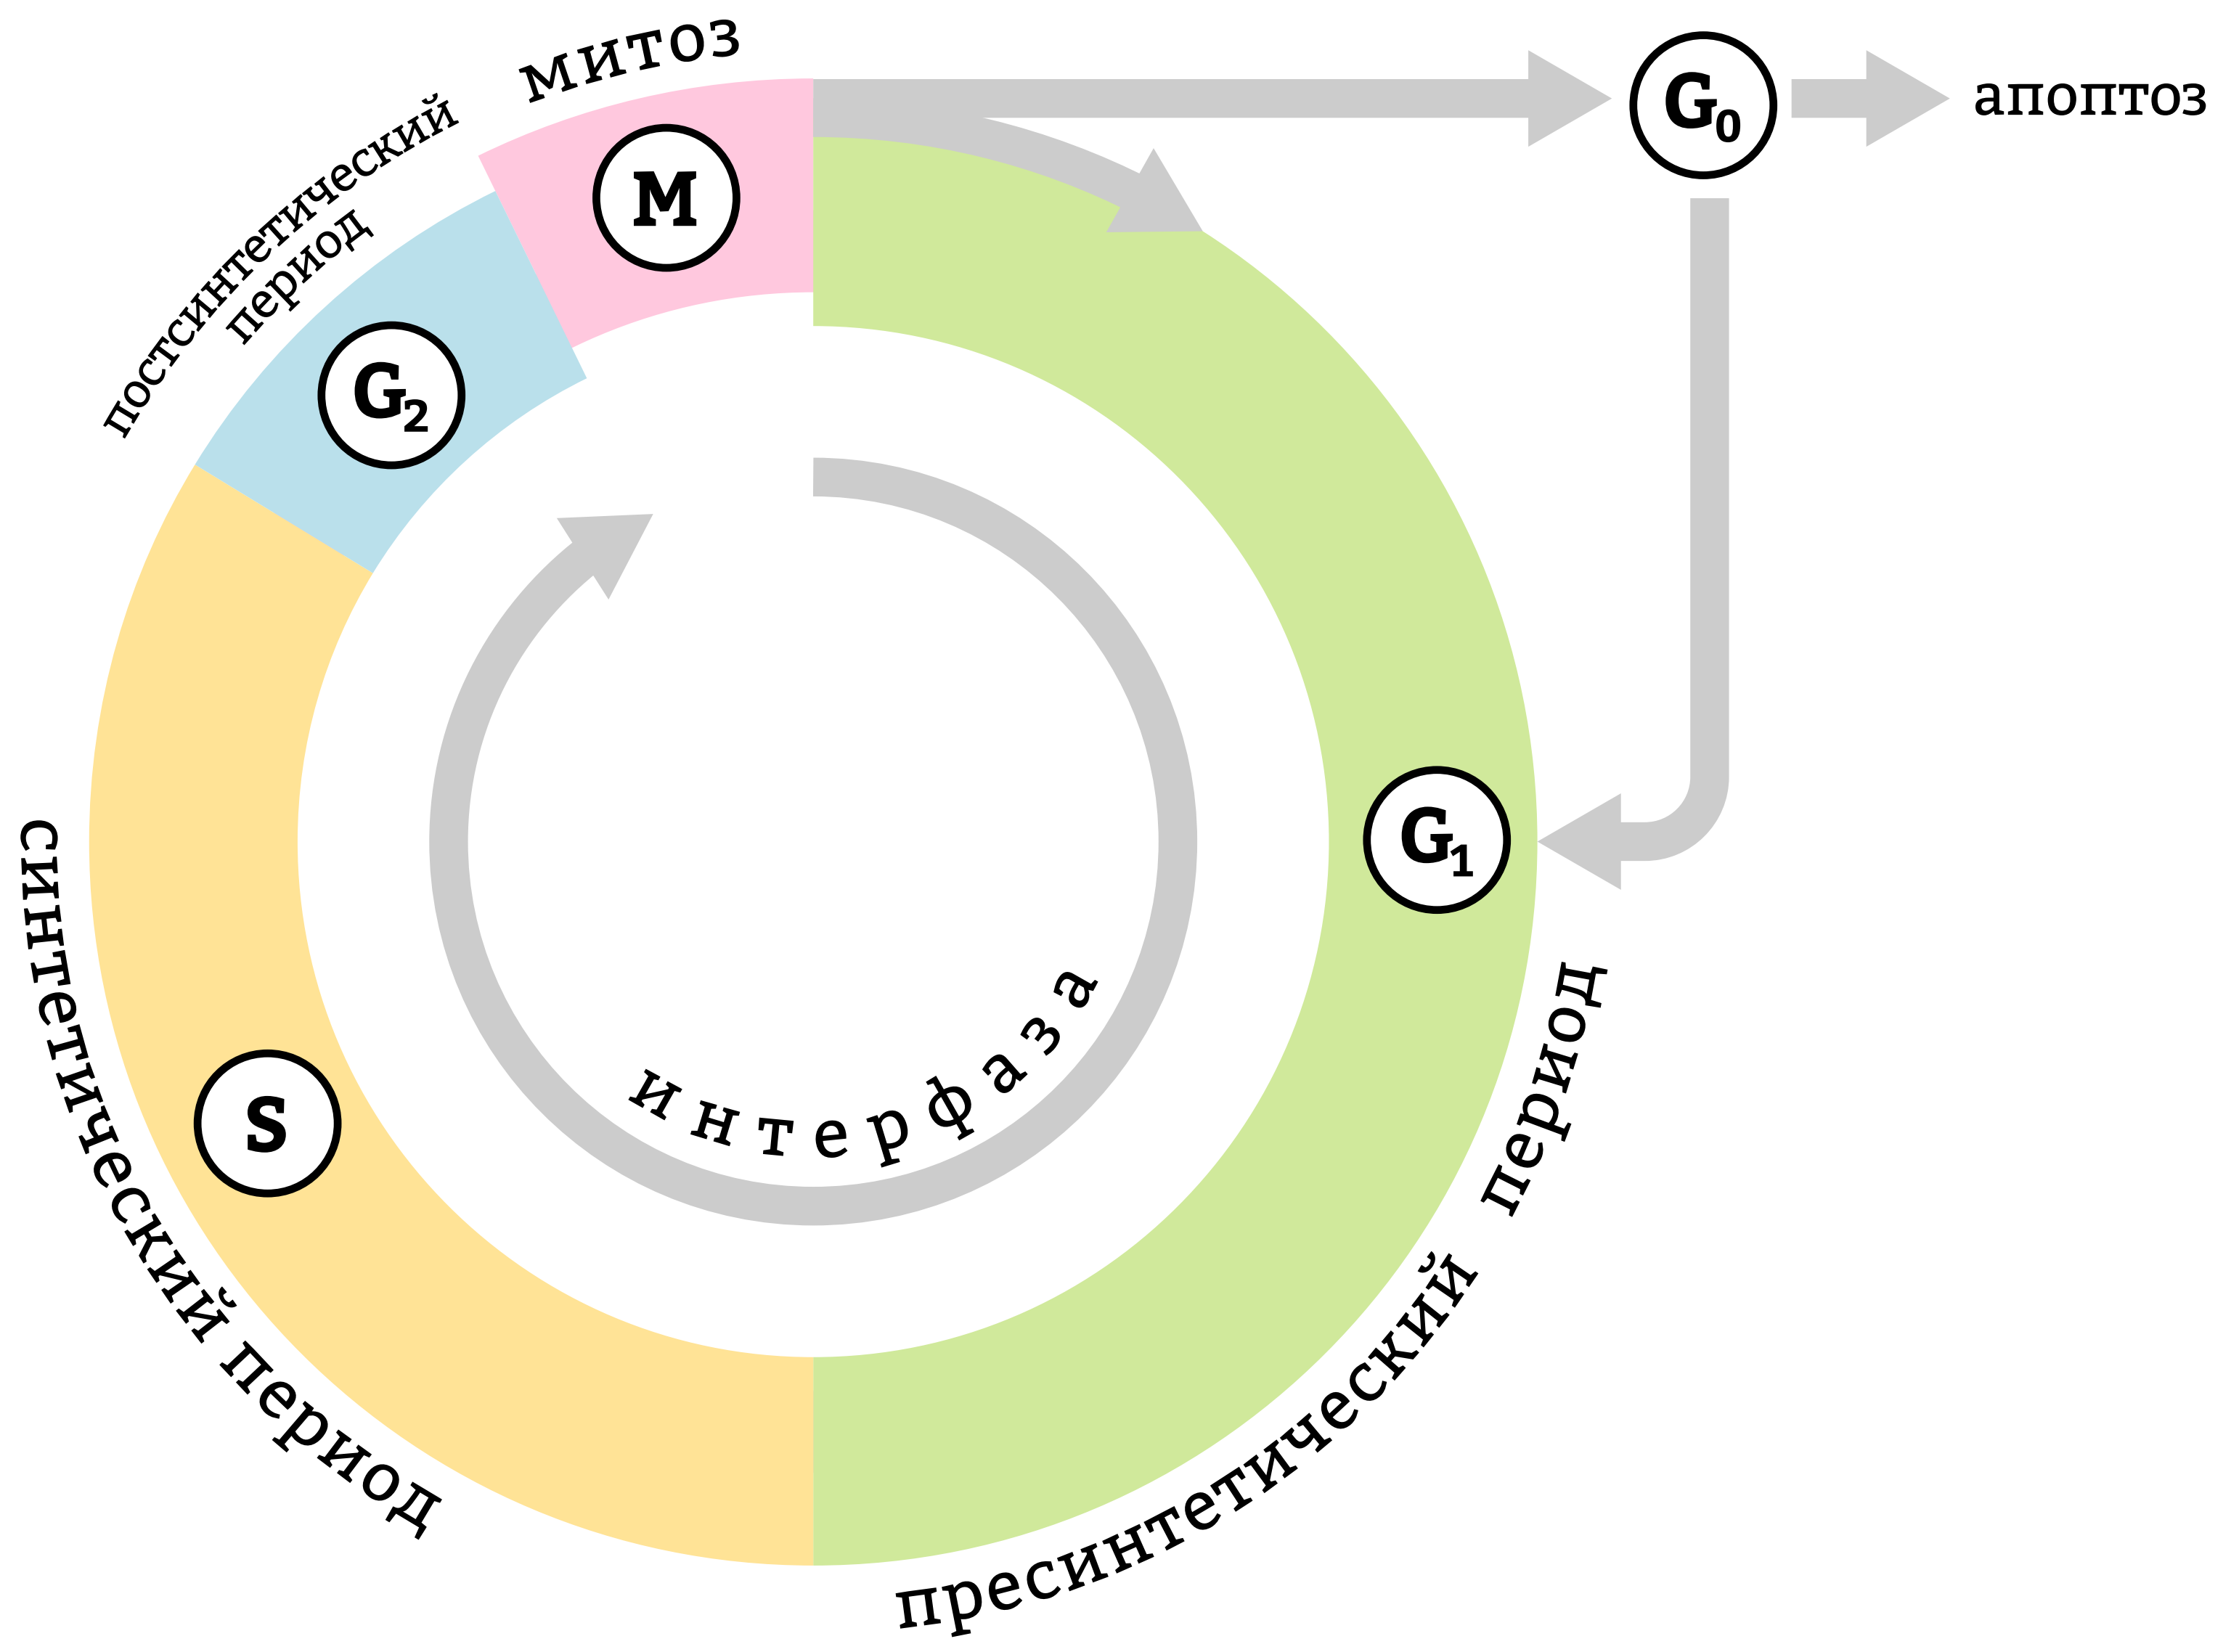 митоз
G0
апоптоз
M
постсинтетический
период
G2
G1
интерфаза
S
синтетический период
пресинтетический период